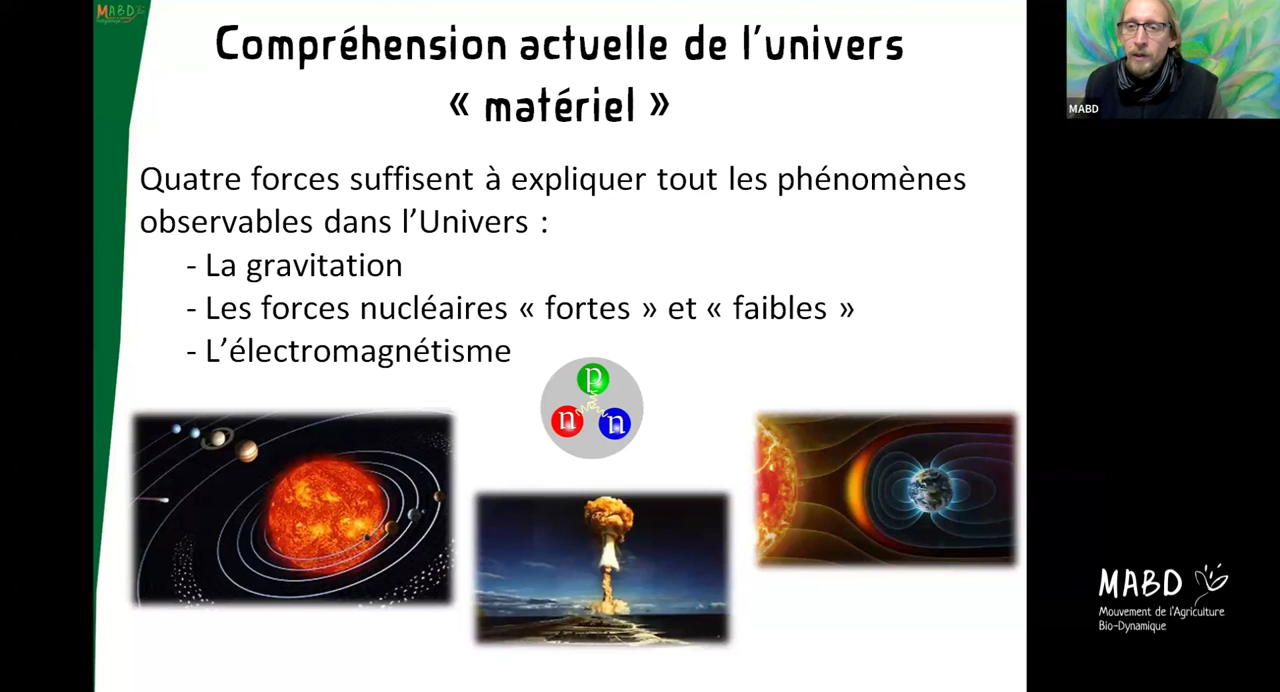 MABD
Compréhension actuelle de l'univers
« matériel »
Quatre forces suffisent à expliquer tout les phénomènes
observables dans l'Univers :
- La gravitation
- Les forces nucléaires « fortes » et « faibles »
- L'électromagnétisme
p
n n
MABD
MABD
Mouvement de l'Agriculture
Bio-Dynamique